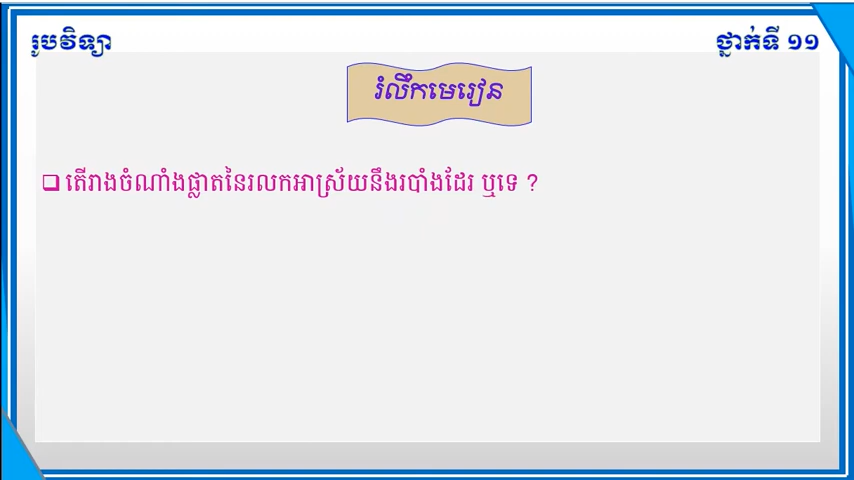 រូបវិទ្យា
ថ្នាក់ទី ១១
រំលឹកមេរៀន
❑ តើរាងចំណាំងផ្លាតនៃរលកអាស្រ័យនឹងរបាំងដែរ ឬទេ ?